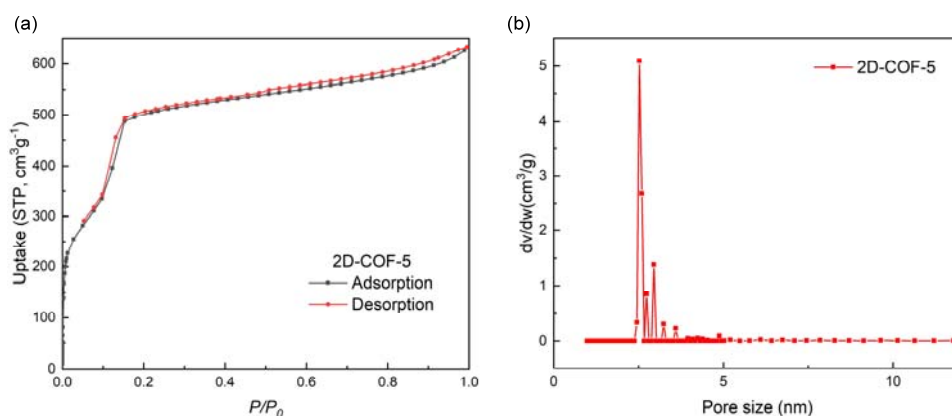 (a)
600
500
400
300
200
100
0
Uptake (STP, cm³g⁻¹)
2D-COF-5
Adsorption
Desorption
0.0 0.2 0.4 0.6 0.8 1.0
P/P₀
(b)
5
4
3
2
1
0
dv/dw(cm³/g)
2D-COF-5
0 5 10
Pore size (nm)